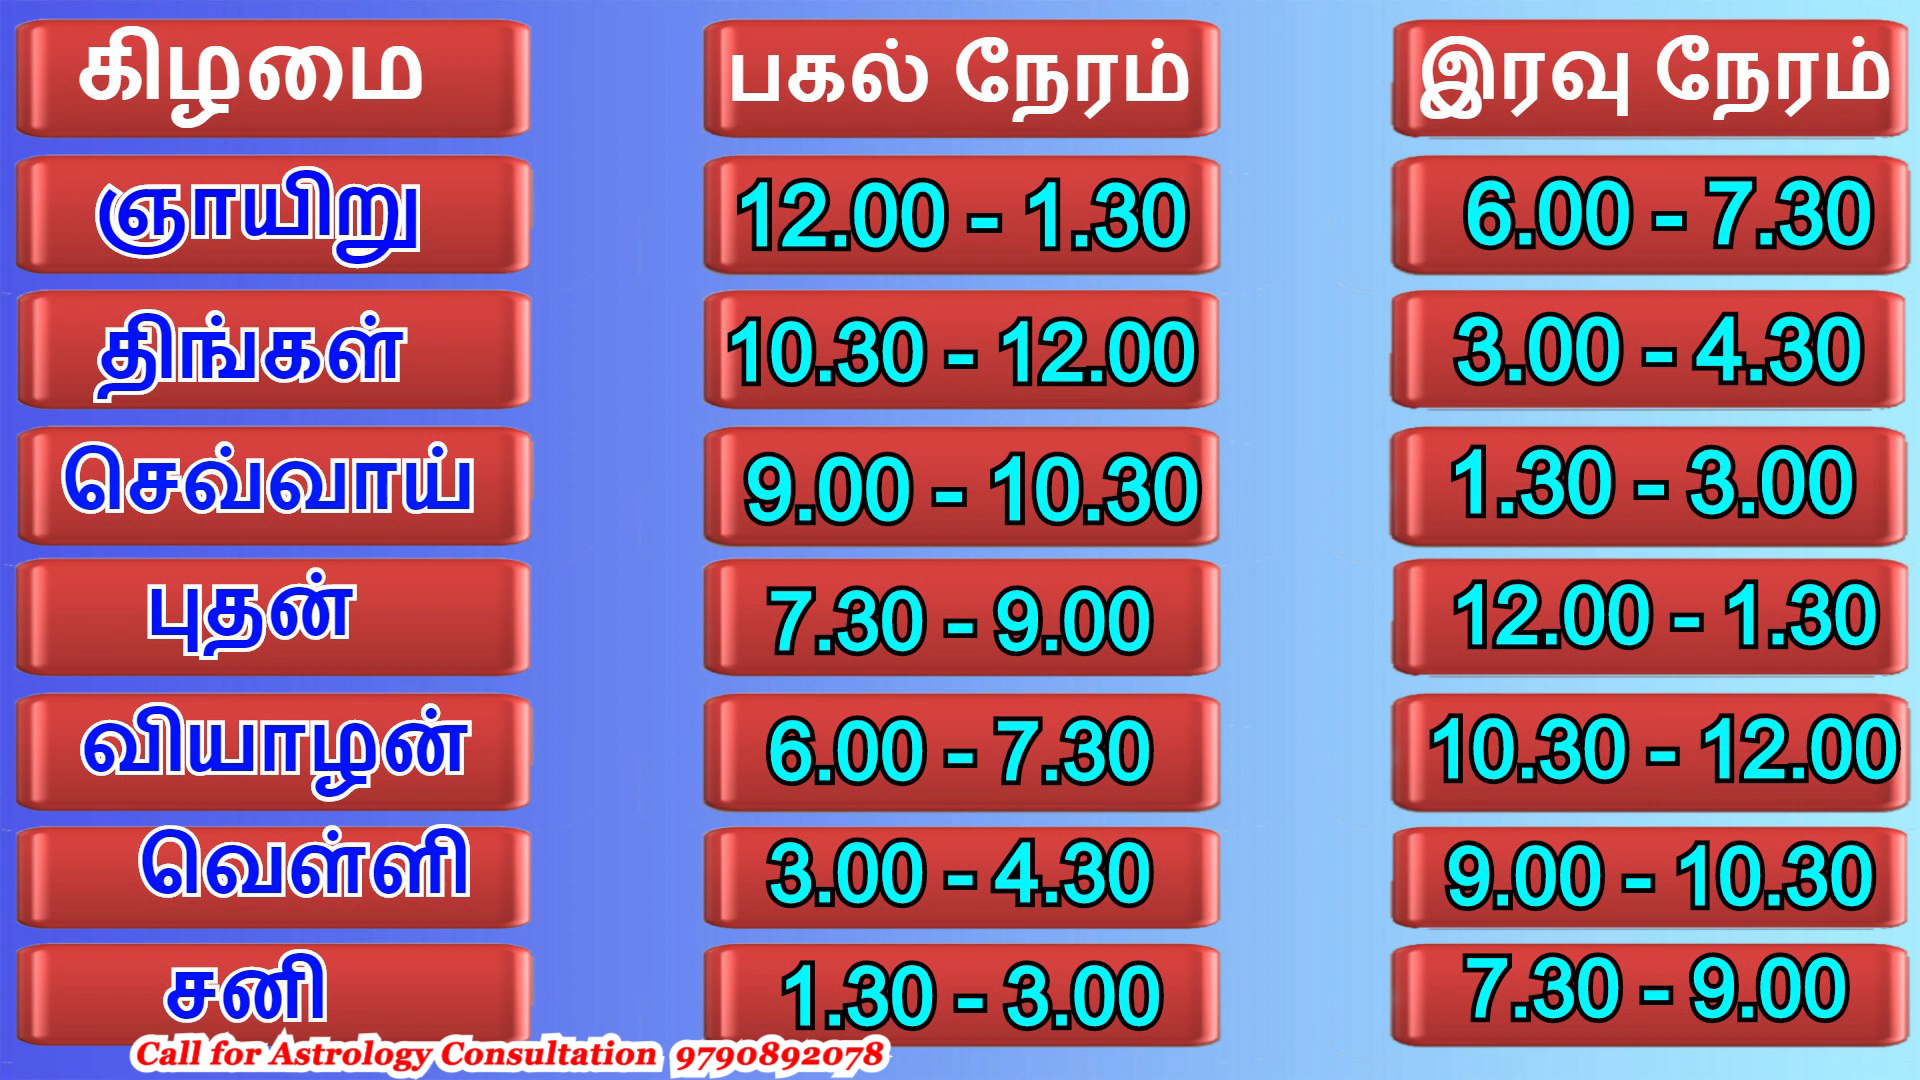 கிழமை பகல் நேரம் இரவு நேரம்
ஞாயிறு 12.00 - 1.30 6.00 - 7.30
திங்கள் 10.30 - 12.00 3.00 - 4.30
செவ்வாய் 9.00 - 10.30 1.30 - 3.00
புதன் 7.30 - 9.00 12.00 - 1.30
வியாழன் 6.00 - 7.30 10.30 - 12.00
வெள்ளி 3.00 - 4.30 9.00 - 10.30
சனி 1.30 - 3.00 7.30 - 9.00
Call for Astrology Consultation 9790892078